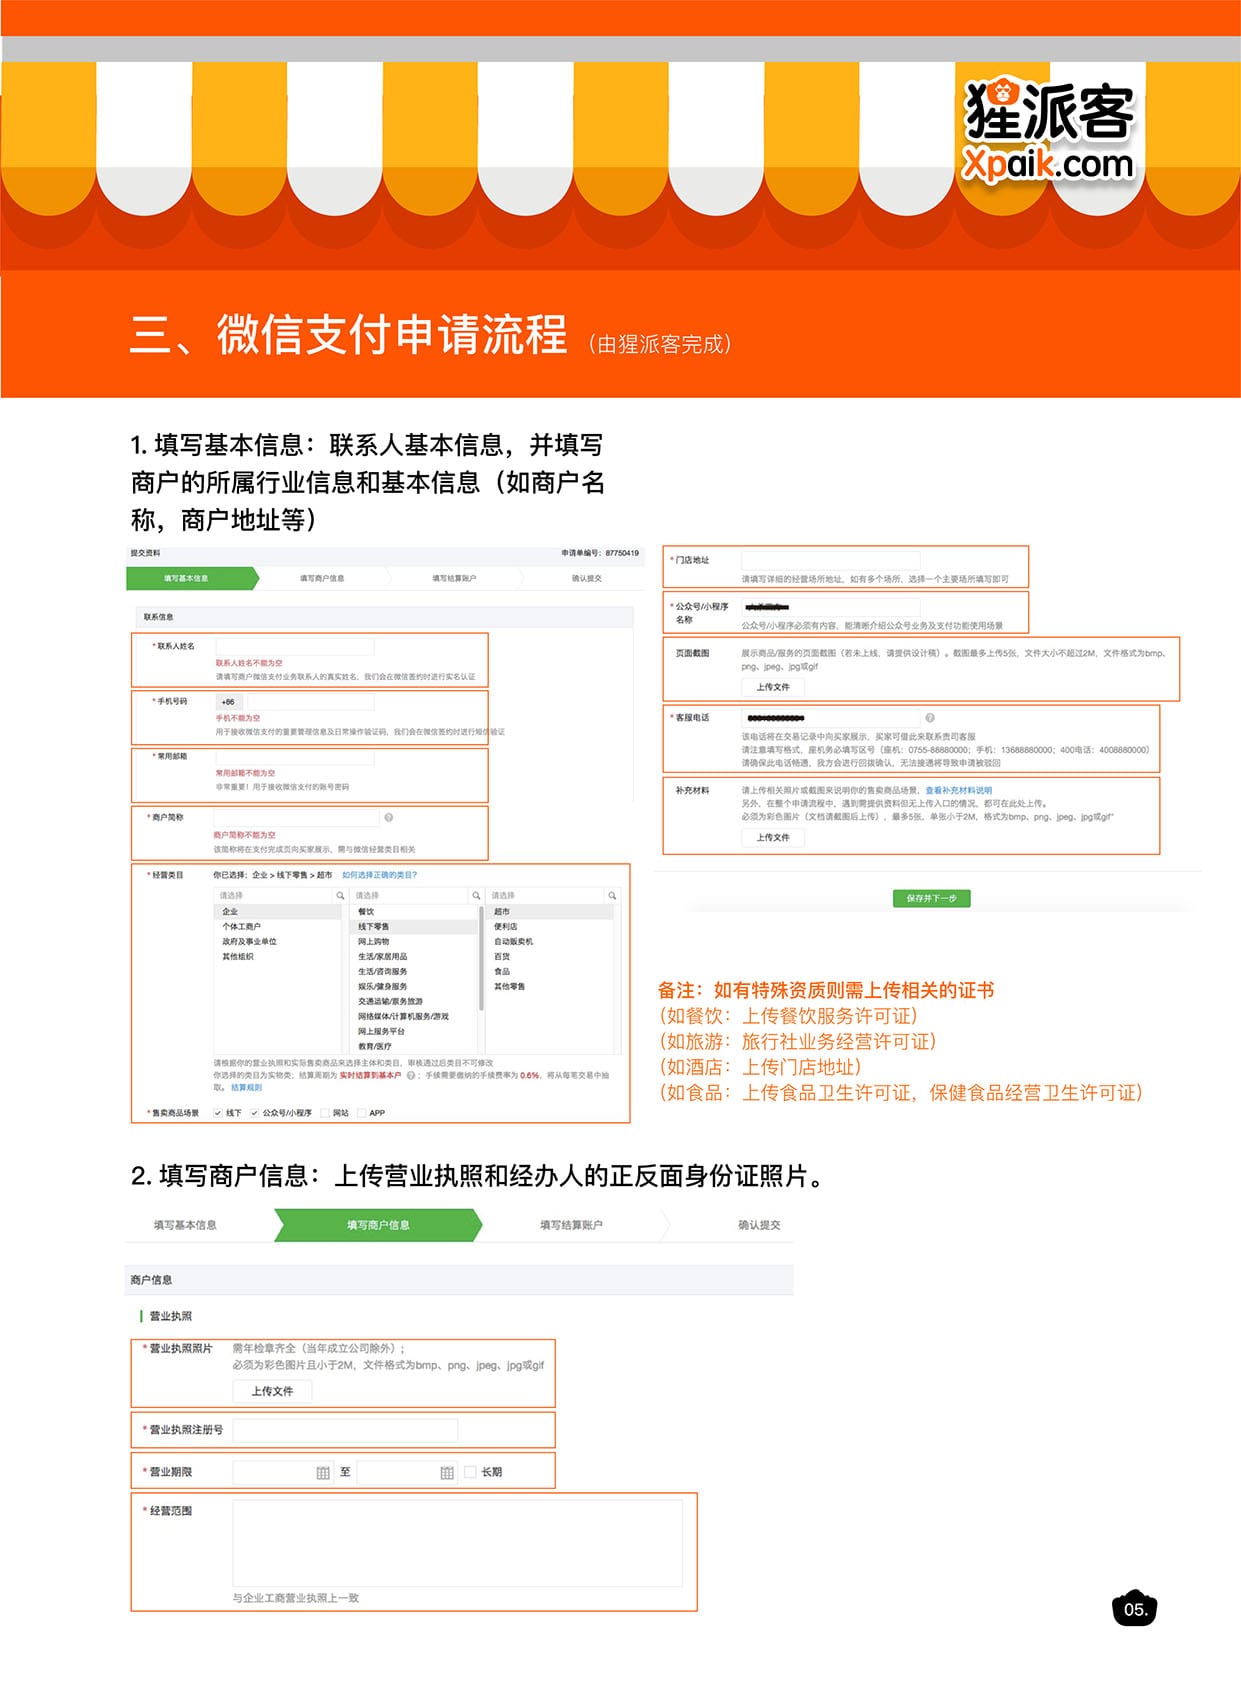 猩派客
Xpaik.com
三、微信支付申请流程 (由猩派客完成)
1. 填写基本信息：联系人基本信息，并填写
商户的所属行业信息和基本信息（如商户名
称，商户地址等）
提交资料 申请单编号：87750419
填写基本信息 填写商户信息 填写结算账户 确认提交
联系信息
* 联系人姓名
联系人姓名不能为空
请填写商户微信支付业务联系人的真实姓名，我们会在微信签约时进行实名认证
* 手机号码 +86
手机不能为空
用于接收微信支付的重要管理信息及日常操作验证码，我们会在微信签约时进行短信验证
* 常用邮箱
常用邮箱不能为空
非常重要！用于接收微信支付的账号密码
* 商户简称
商户简称不能为空
该简称将在支付完成页向买家展示，需与微信经营类目相关
* 经营类目 你已选择：企业 > 线下零售 > 超市 如何选择正确的类目?
请选择 请选择 请选择
企业 餐饮 超市
个体工商户 线下零售 便利店
政府及事业单位 网上购物 自动贩卖机
其他组织 生活/家居用品 百货
生活/咨询服务 食品
娱乐/健身服务 其他零售
交通运输/票务旅游
网络媒体/计算机服务/游戏
网上服务平台
教育/医疗
请根据你的营业执照和实际售卖商品来选择主体和类目，审核通过后类目不可修改
你选择的类目为实物类；结算周期为 实时结算到基本户 ；手续需要缴纳的手续费率为 0.6%，将从每笔交易中抽
取。 结算规则
* 售卖商品场景 线下 公众号/小程序 网站 APP
* 门店地址
请填写详细的经营场所地址，如有多个场所，选择一个主要场所填写即可
* 公众号/小程序
名称
公众号/小程序必须有内容，能清晰介绍公众号业务及支付功能使用场景
页面截图 展示商品/服务的页面截图（若未上线，请提供设计稿）。截图最多上传5张，文件大小不超过2M，文件格式为bmp、
png、jpeg、jpg或gif
上传文件
* 客服电话
该电话将在交易记录中向买家展示，买家可借此来联系贵司客服
请注意填写格式，座机务必填写区号（座机：0755-88880000；手机：13688880000；400电话：4008880000）
请确保此电话畅通，我方会进行回拨确认，无法接通将导致申请被驳回
补充材料 请上传相关照片或截图来说明你的售卖商品场景，查看补充材料说明
另外，在整个申请流程中，遇到需提供资料但无上传入口的情况，都可在此处上传。
必须为彩色图片（文档请截图后上传），最多5张，单张小于2M，格式为bmp、png、jpeg、jpg或gif"
上传文件
保存并下一步
备注：如有特殊资质则需上传相关的证书
(如餐饮：上传餐饮服务许可证)
(如旅游：旅行社业务经营许可证)
(如酒店：上传门店地址)
(如食品：上传食品卫生许可证，保健食品经营卫生许可证)
2. 填写商户信息：上传营业执照和经办人的正反面身份证照片。
填写基本信息 填写商户信息 填写结算账户 确认提交
商户信息
营业执照
* 营业执照照片 需年检章齐全（当年成立公司除外）;
必须为彩色图片且小于2M，文件格式为bmp、png、jpeg、jpg或gif
上传文件
* 营业执照注册号
* 营业期限 至 长期
* 经营范围
与企业工商营业执照上一致
05.